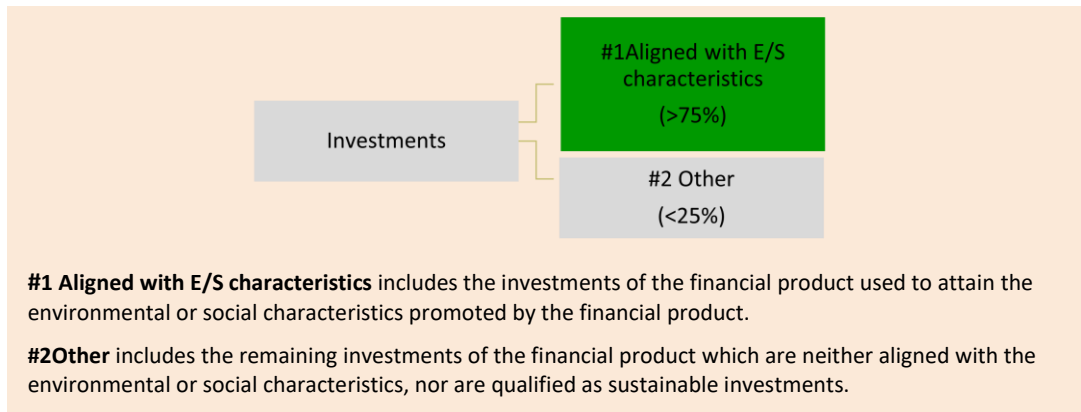 #1Aligned with E/S
characteristics
(>75%)
Investments
#2 Other
(<25%)
#1 Aligned with E/S characteristics includes the investments of the financial product used to attain the
environmental or social characteristics promoted by the financial product.
#2Other includes the remaining investments of the financial product which are neither aligned with the
environmental or social characteristics, nor are qualified as sustainable investments.